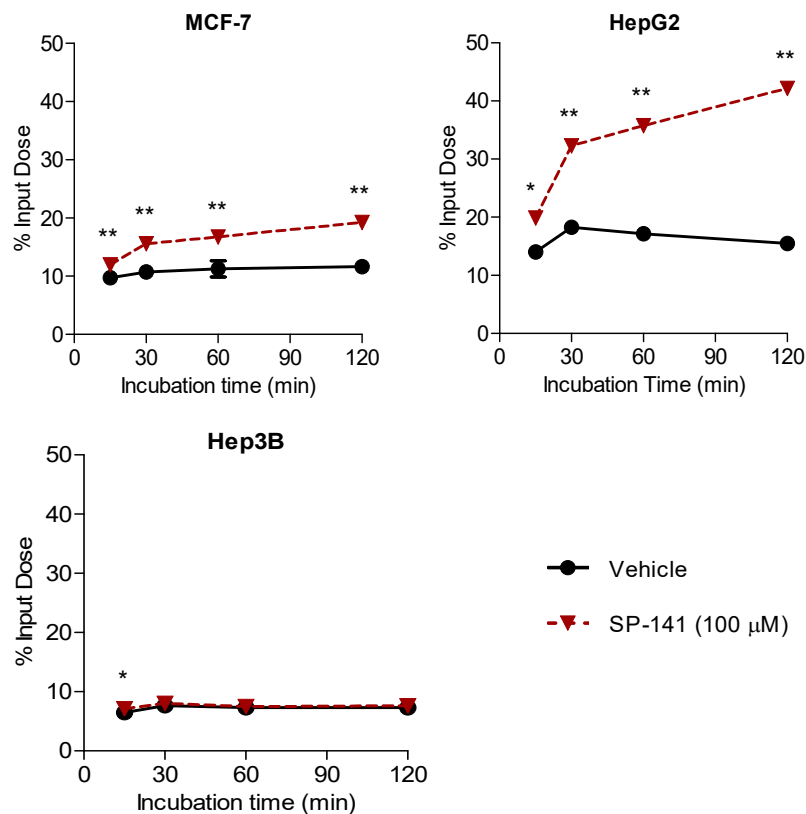 MCF-7
50
40
30
20
10
0
% Input Dose
** ** ** **
0 30 60 90 120
Incubation time (min)
HepG2
50
40
30
20
10
0
% Input Dose
* ** ** **
0 30 60 90 120
Incubation Time (min)
Hep3B
50
40
30
20
10
0
% Input Dose
*
0 30 60 90 120
Incubation time (min)
Vehicle
SP-141 (100 μM)